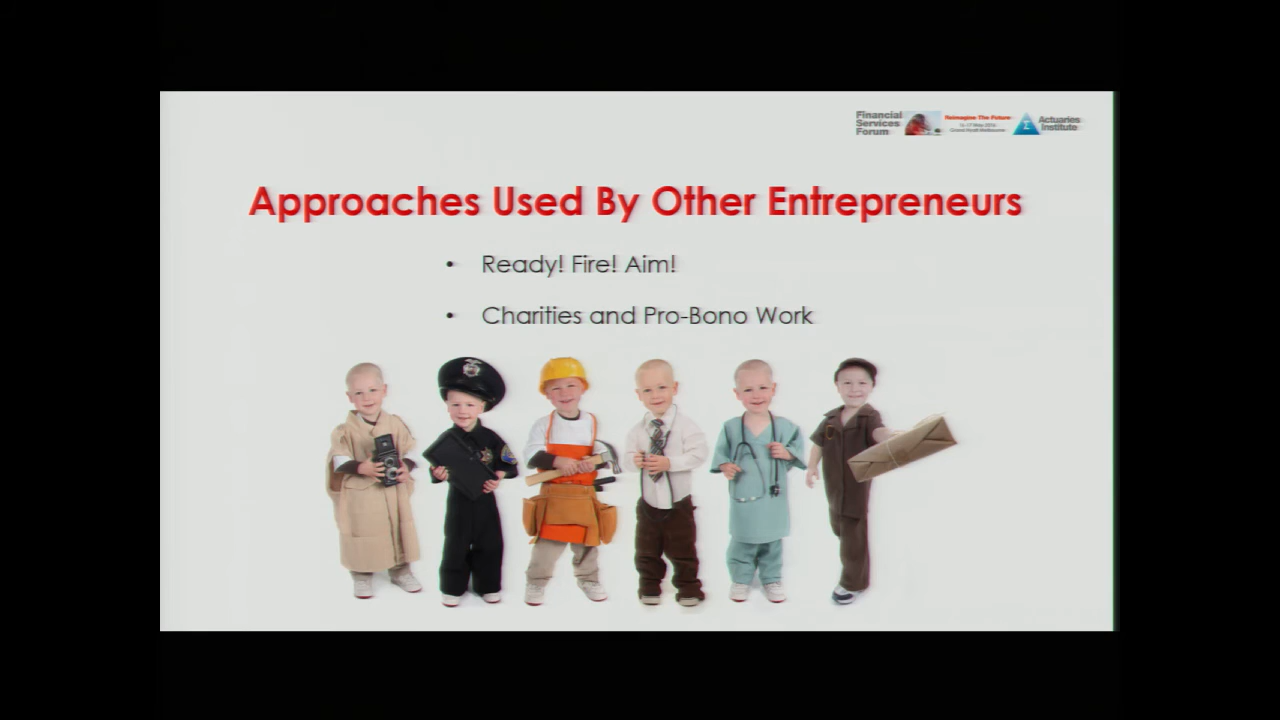 Financial
Services
Forum
Reimagine The Future
Actuaries
Institute
Approaches Used By Other Entrepreneurs
• Ready! Fire! Aim!
• Charities and Pro-Bono Work